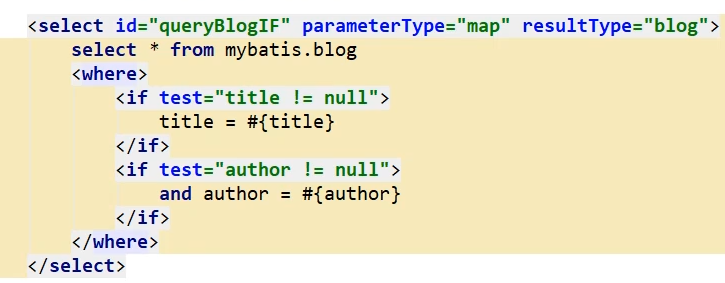 <select id="queryBlogIF" parameterType="map" resultType="blog">
    select * from mybatis.blog
    <where>
        <if test="title != null">
            title = #{title}
        </if>
        <if test="author != null">
            and author = #{author}
        </if>
    </where>
</select>